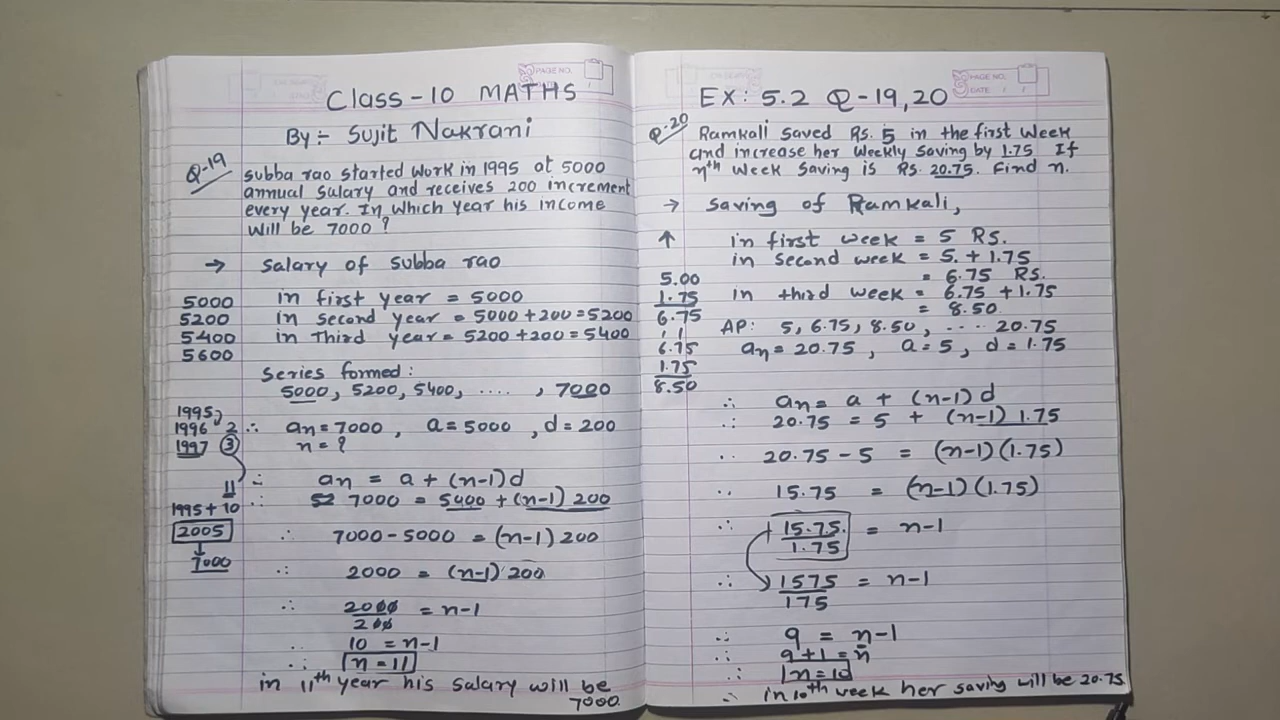 PAGE NO.
Class-10 MATHS
By:- Sujit Nakrani
Q-19
Subba rao started work in 1995 at 5000
annual salary and receives 200 increment
every year. In which year his income
will be 7000?
→ Salary of subba rao
5000 in first year = 5000
5200 in second year = 5000+200=5200
5400 in Third year= 5200+200=5400
5600
Series formed:
5000, 5200, 5400, ...., 7000
1995
1996 2 ∴ an=7000, a=5000, d=200
1997 3 n=?
∴ an = a + (n-1)d
11
∴ 7000 = 5400 + (n-1) 200
1995+10
2005 ∴ 7000-5000 = (n-1) 200
↓
7000
∴ 2000 = (n-1) 200
∴ 2000/200 = n-1
∴ 10 = n-1
∴ n=11
in 11th year his salary will be
7000
PAGE NO.
DATE / /
EX: 5.2 Q-19,20
Q-20
Ramkali saved Rs. 5 in the first week
and increase her weekly saving by 1.75 If
nth week saving is Rs. 20.75. Find n.
→ Saving of Ramkali,
↑ in first week = 5 Rs.
in second week = 5. + 1.75
5.00 = 6.75 Rs.
1.75 in third week = 6.75 +1.75
6.75 = 8.50
1 1 AP: 5, 6.75, 8.50, .... 20.75
6.75 an=20.75, a=5, d=1.75
1.75
8.50
∴ an= a + (n-1)d
∴ 20.75 = 5 + (n-1) 1.75
∴ 20.75 - 5 = (n-1)(1.75)
∴ 15.75 = (n-1)(1.75)
∴ 15.75/1.75 = n-1
∴ 1575/175 = n-1
∴ 9 = n-1
∴ 9+1=n
n=10
∴ in 10th week her saving will be 20.75